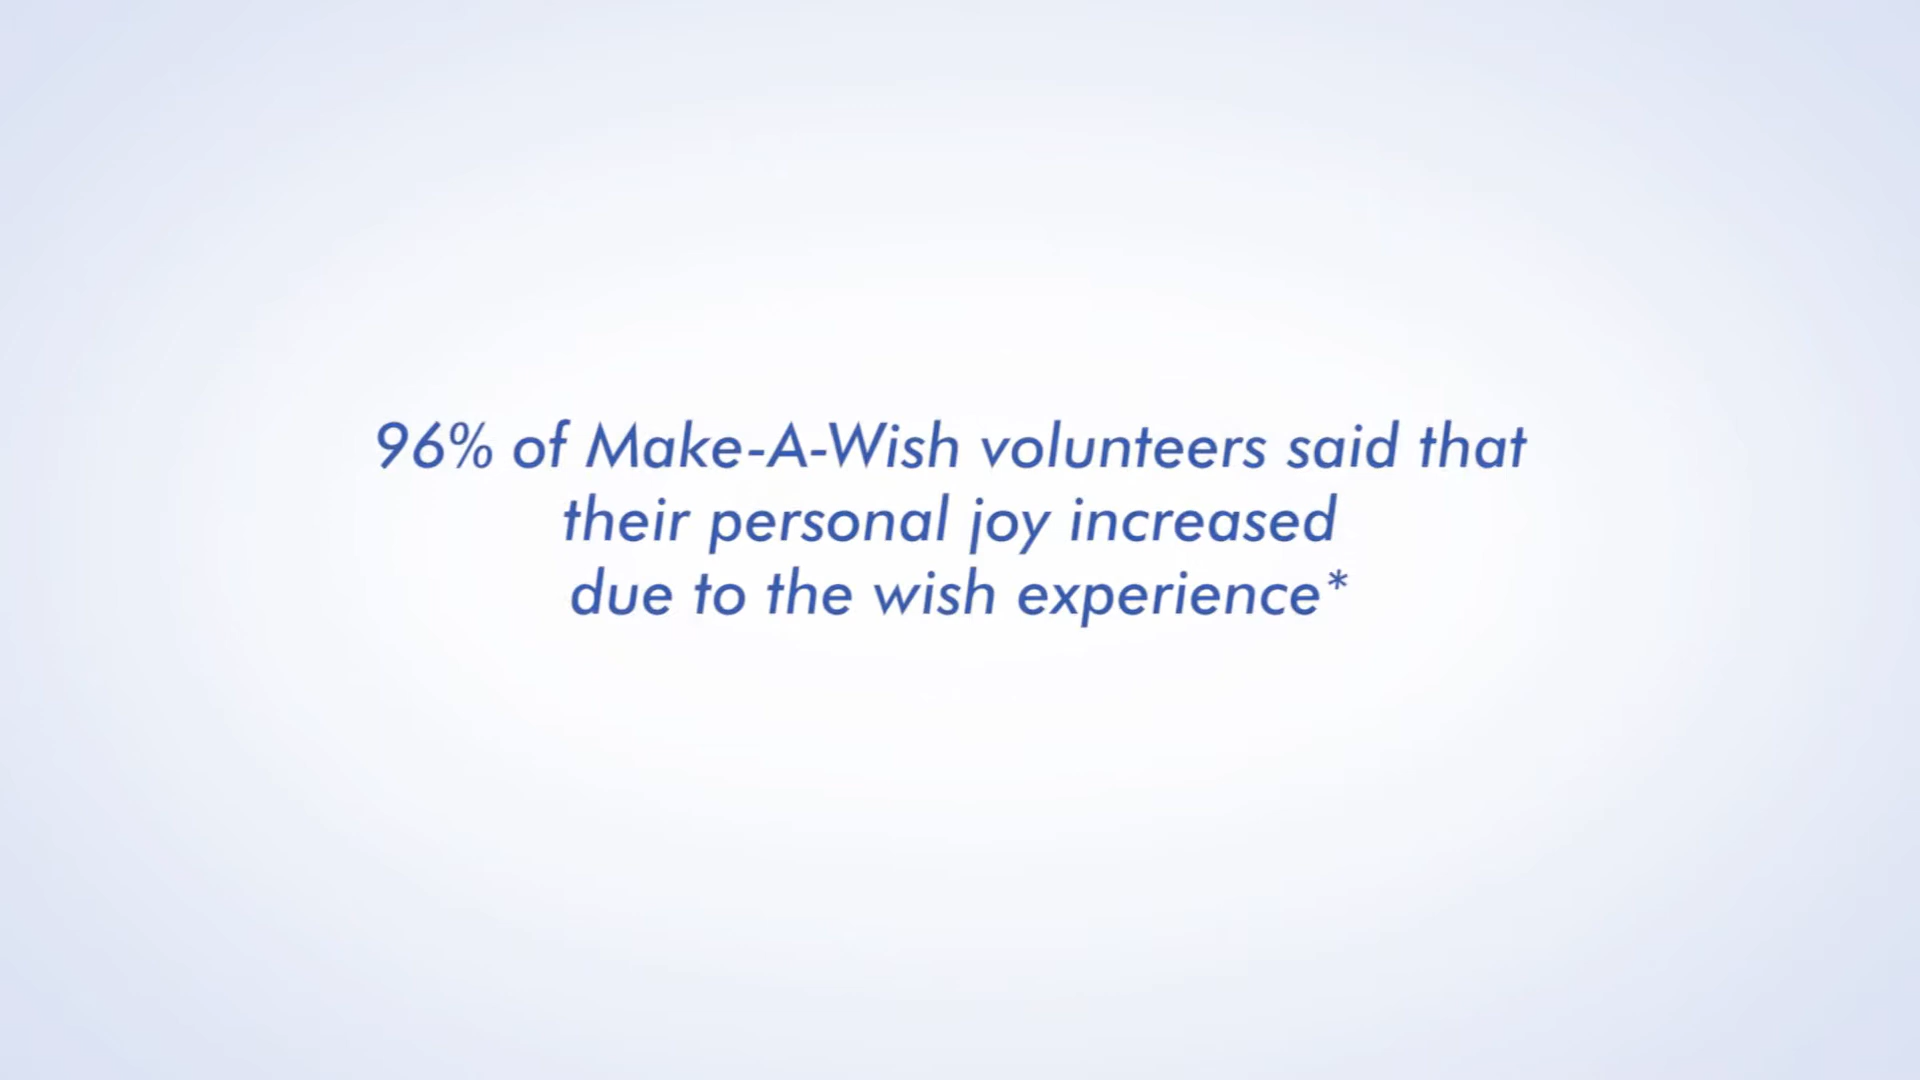 96% of Make-A-Wish volunteers said that
their personal joy increased
due to the wish experience*